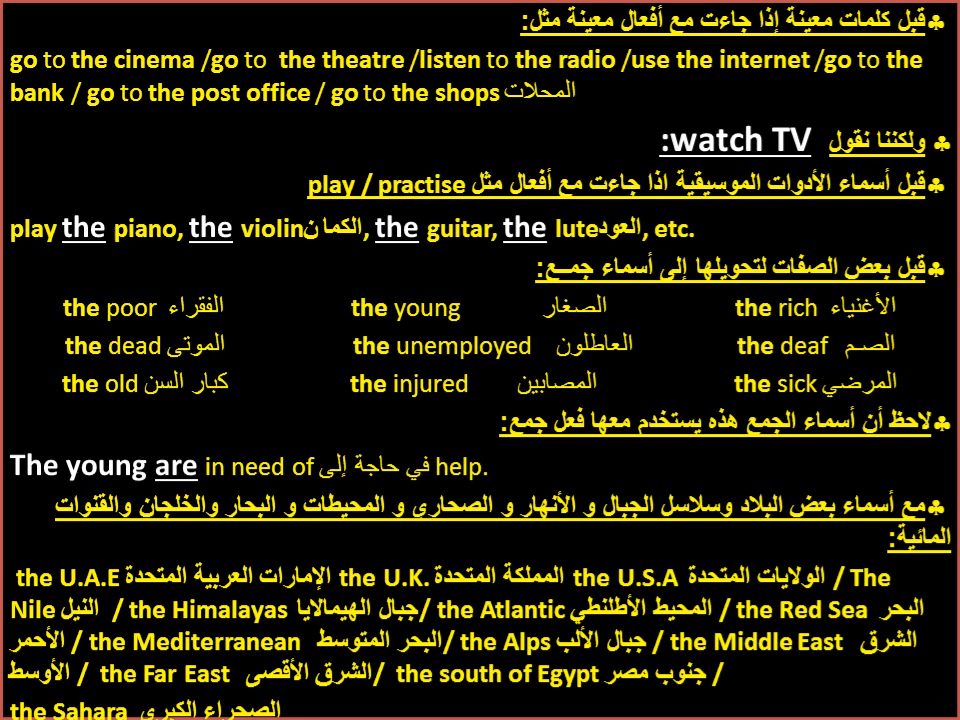 ♣قبل كلمات معينة إذا جاءت مع أفعال معينة مثل:
go to the cinema /go to the theatre /listen to the radio /use the internet /go to the
bank / go to the post office / go to the shops المحلات
♣ ولكننا نقول watch TV:
♣قبل أسماء الأدوات الموسيقية اذا جاءت مع أفعال مثل play / practise
play the piano, the violinالكمان, the guitar, the luteالعود, etc.
♣قبل بعض الصفات لتحويلها إلى أسماء جمــع:
the poor الفقراء the young الصغار the rich الأغنياء
the dead الموتى the unemployed العاطلون the deaf الصـم
the old كبار السن the injured المصابين the sick المرضي
♣لاحظ أن أسماء الجمع هذه يستخدم معها فعل جمع:
The young are in need of في حاجة إلى help.
♣مع أسماء بعض البلاد وسلاسل الجبال و الأنهار و الصحارى و المحيطات و البحار والخلجان والقنوات
المائية:
the U.A.E الإمارات العربية المتحدة the U.K. المملكة المتحدة the U.S.A الولايات المتحدة / The
Nile النيل / the Himalayas جبال الهيمالايا/ the Atlantic المحيط الأطلنطي / the Red Sea البحر
الأحمر / the Mediterranean البحر المتوسط/ the Alps جبال الألب / the Middle East الشرق
الأوسط / the Far East الشرق الأقصى/ the south of Egypt جنوب مصر /
the Sahara الصحراء الكبرى